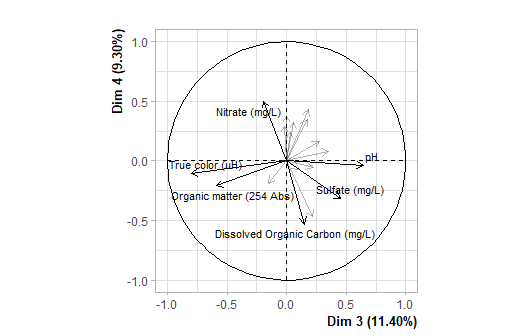 Dim 4 (9.30%)
1.0
0.5
0.0
-0.5
-1.0
Nitrate (mg/L)
pH
True color (uH)
Sulfate (mg/L)
Organic matter (254 Abs)
Dissolved Organic Carbon (mg/L)
-1.0 -0.5 0.0 0.5 1.0
Dim 3 (11.40%)